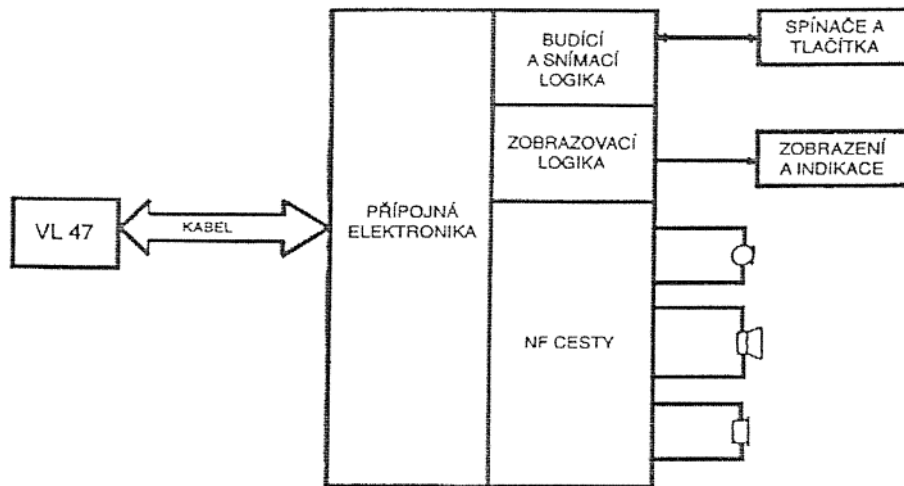 VL 47
KABEL
PŘÍPOJNÁ
ELEKTRONIKA
BUDÍCÍ
A SNÍMACÍ
LOGIKA
ZOBRAZOVACÍ
LOGIKA
NF CESTY
SPÍNAČE A
TLAČÍTKA
ZOBRAZENÍ
A INDIKACE